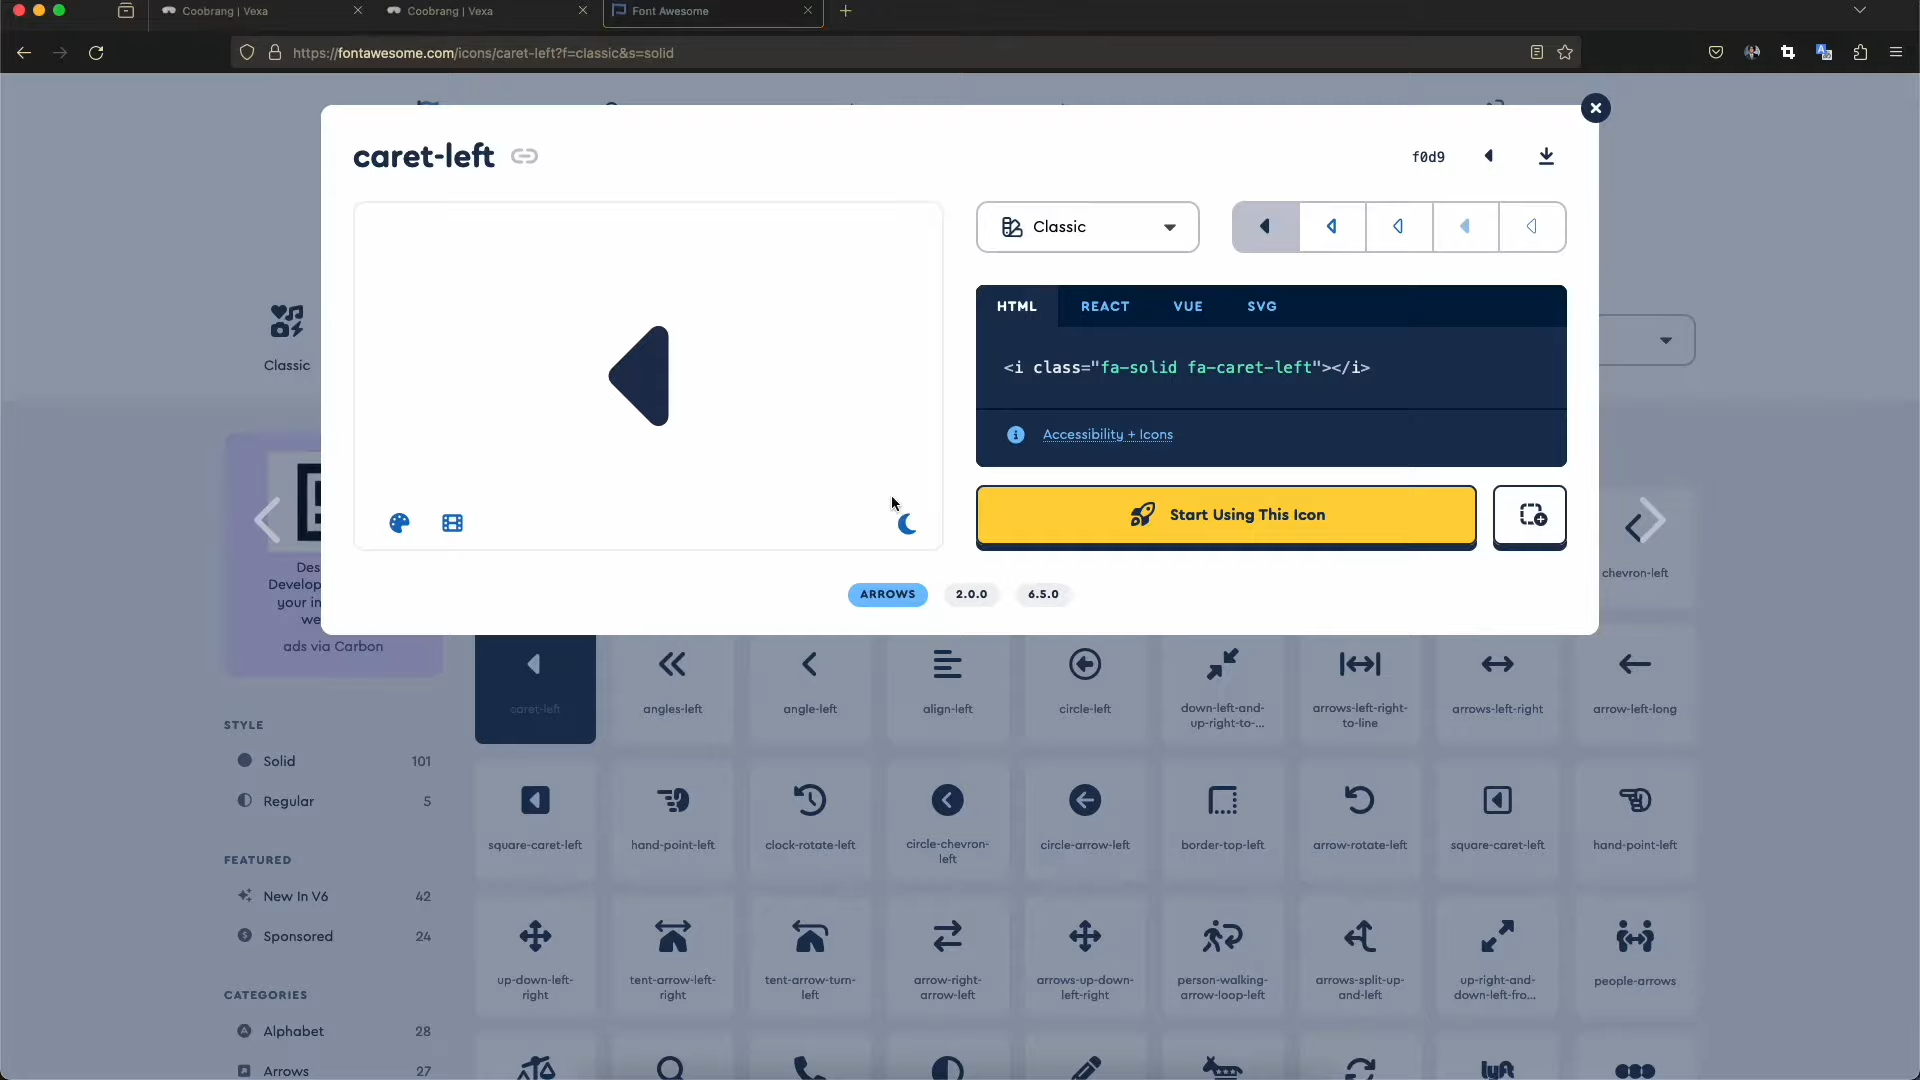 Coobrang | Vexa
Coobrang | Vexa
Font Awesome
https://fontawesome.com/icons/caret-left?f=classic&s=solid
caret-left
f0d9
Classic
HTML
REACT
VUE
SVG
<i class="fa-solid fa-caret-left"></i>
Accessibility + Icons
Start Using This Icon
ARROWS
2.0.0
6.5.0
Classic
ads via Carbon
chevron-left
caret-left
angles-left
angle-left
align-left
circle-left
down-left-and-
up-right-to-...
arrows-left-right-
to-line
arrows-left-right
arrow-left-long
STYLE
Solid 101
Regular 5
square-caret-left
hand-point-left
clock-rotate-left
circle-chevron-
left
circle-arrow-left
border-top-left
arrow-rotate-left
square-caret-left
hand-point-left
FEATURED
New In V6 42
Sponsored 24
up-down-left-
right
tent-arrow-left-
right
tent-arrow-turn-
left
arrow-right-
arrow-left
arrows-up-down-
left-right
person-walking-
arrow-loop-left
arrows-split-up-
and-left
up-right-and-
down-left-fro...
people-arrows
CATEGORIES
Alphabet 28
Arrows 27
lyft